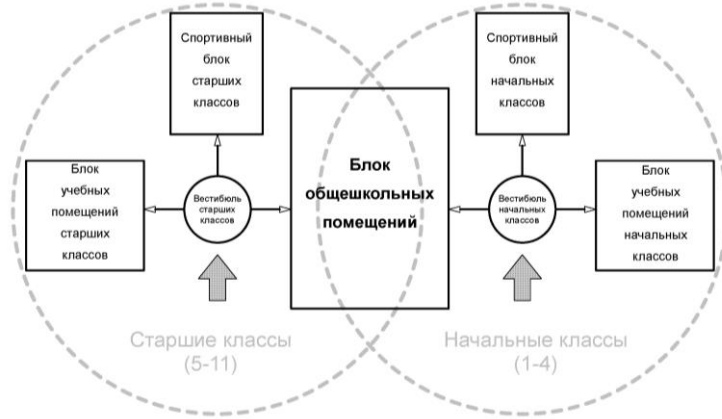 Спортивный
блок
старших
классов
Спортивный
блок
начальных
классов
Блок
учебных
помещений
старших
классов
Вестибюль
старших
классов
Блок
общешкольных
помещений
Вестибюль
начальных
классов
Блок
учебных
помещений
начальных
классов
Старшие классы
(5-11)
Начальные классы
(1-4)